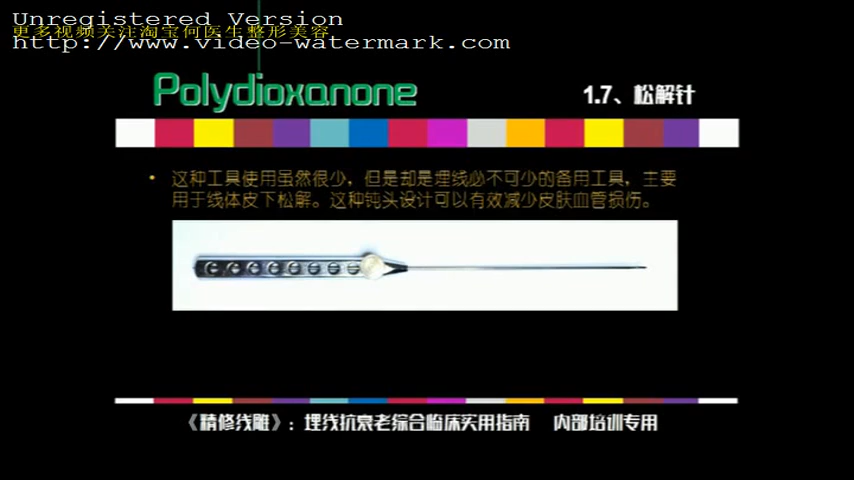 Unregistered Version
更多视频关注淘宝何医生整形美容
http://www.video-watermark.com
Polydioxanone
1.7、松解针
• 这种工具使用虽然很少，但是却是埋线必不可少的备用工具，主要
用于线体皮下松解。这种钝头设计可以有效减少皮肤血管损伤。
《精修线雕》：埋线抗衰老综合临床实用指南 内部培训专用